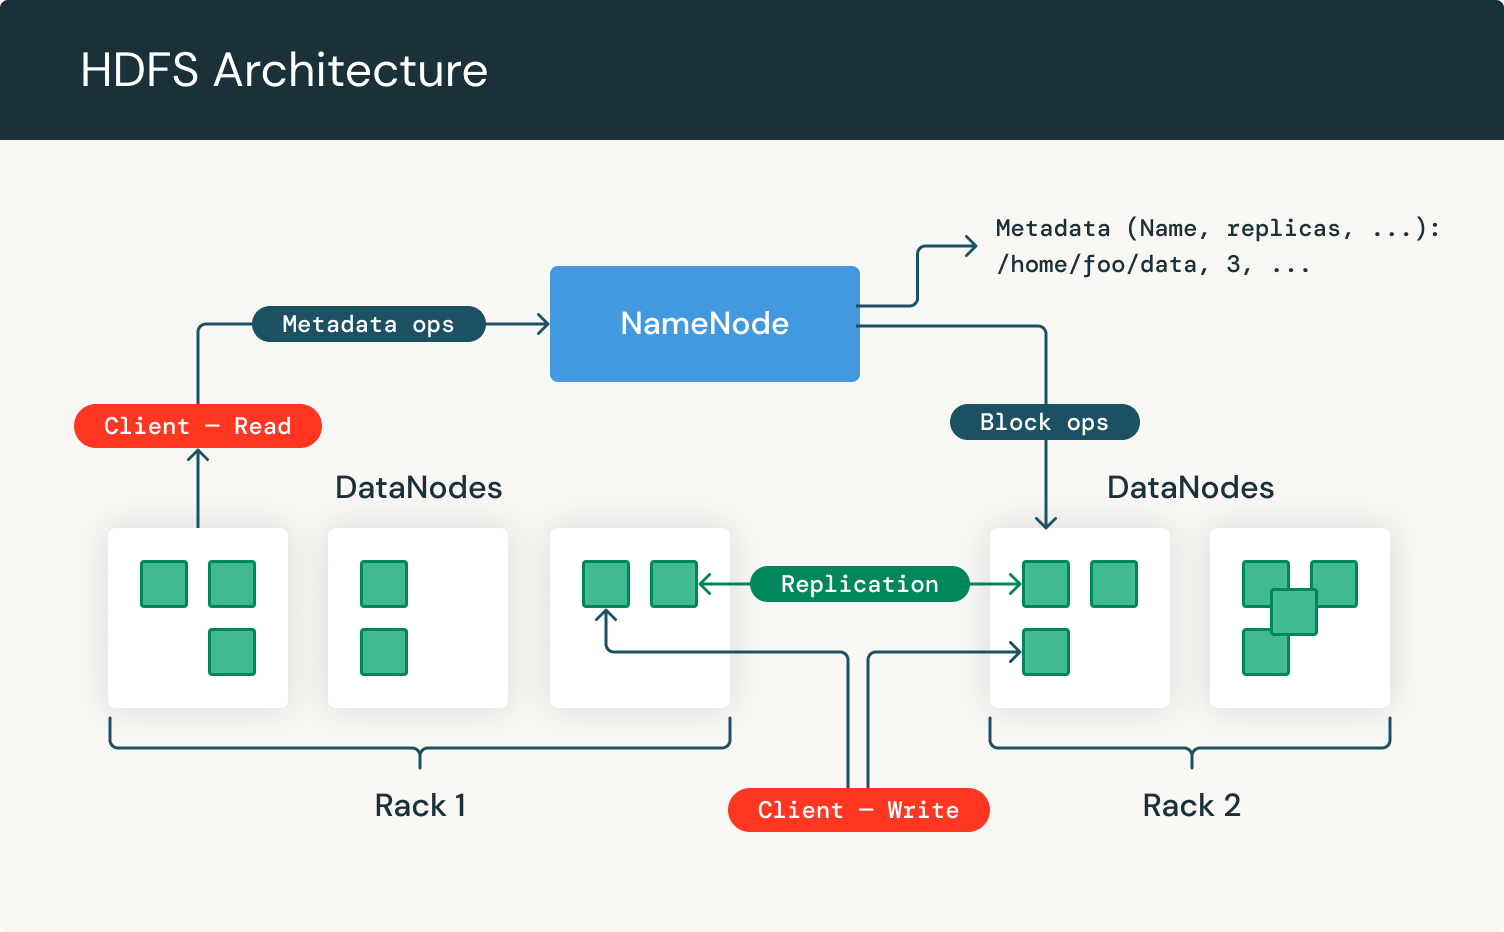 HDFS Architecture
Metadata (Name, replicas, ...):
/home/foo/data, 3, ...
NameNode
Metadata ops
Client — Read
Block ops
DataNodes
DataNodes
Replication
Rack 1
Client — Write
Rack 2